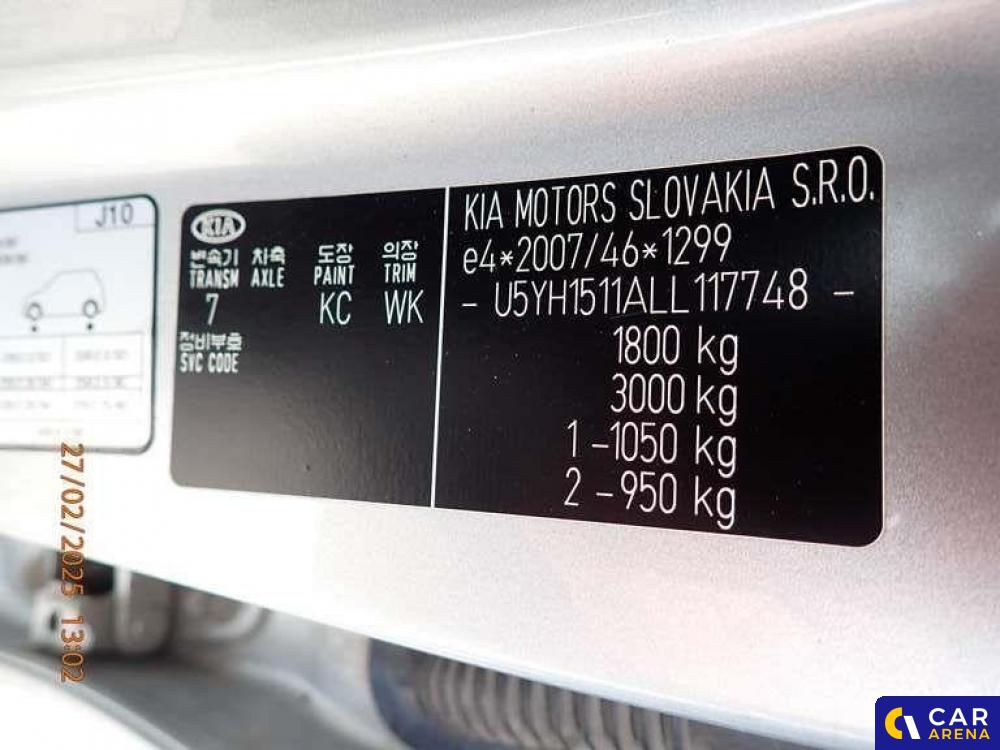 J10
KIA
변속기 차축 도장 의장
TRANSM AXLE PAINT TRIM
7 KC WK
정비부호
SVC CODE
KIA MOTORS SLOVAKIA S.R.O.
e4*2007/46*1299
- U5YH1511ALL117748 -
1800 kg
3000 kg
1 -1050 kg
2 -950 kg
27/02/2025 13:02
CAR
ARENA